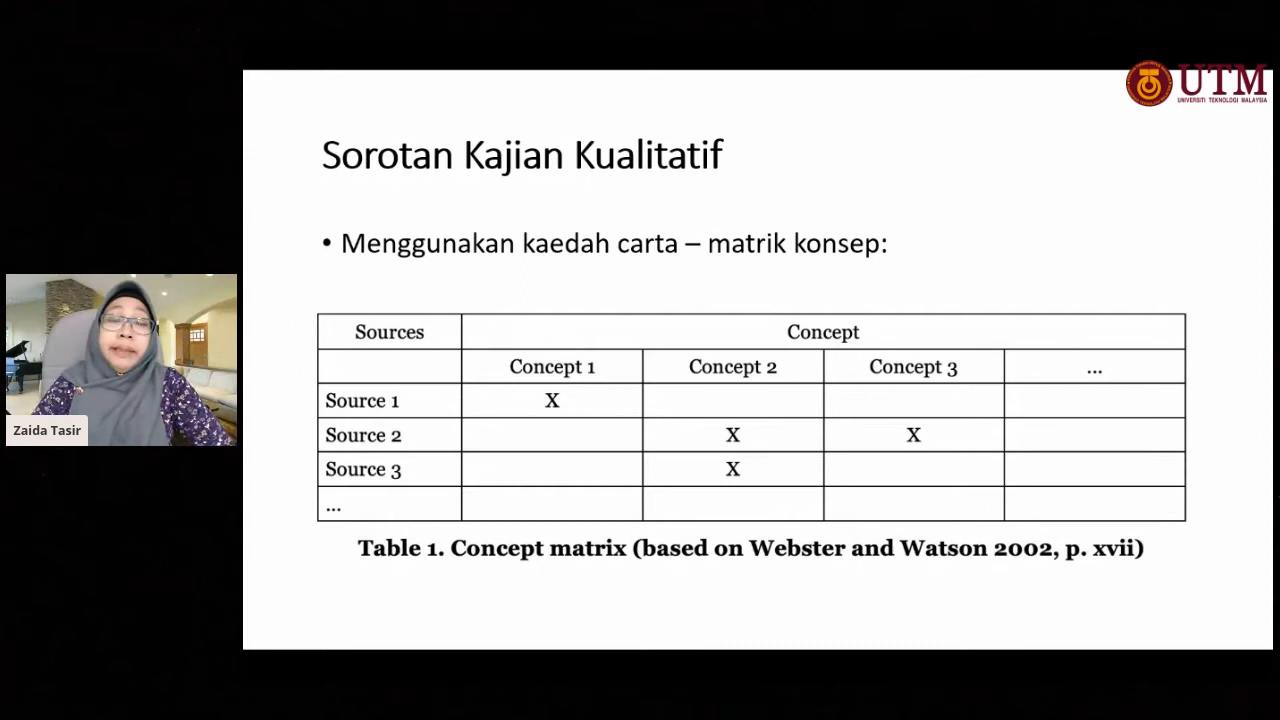 UTM
UNIVERSITI TEKNOLOGI MALAYSIA
Sorotan Kajian Kualitatif
• Menggunakan kaedah carta – matrik konsep:
Sources Concept
Concept 1 Concept 2 Concept 3 ...
Source 1 X
Source 2 X X
Source 3 X
...
Table 1. Concept matrix (based on Webster and Watson 2002, p. xvii)
Zaida Tasir